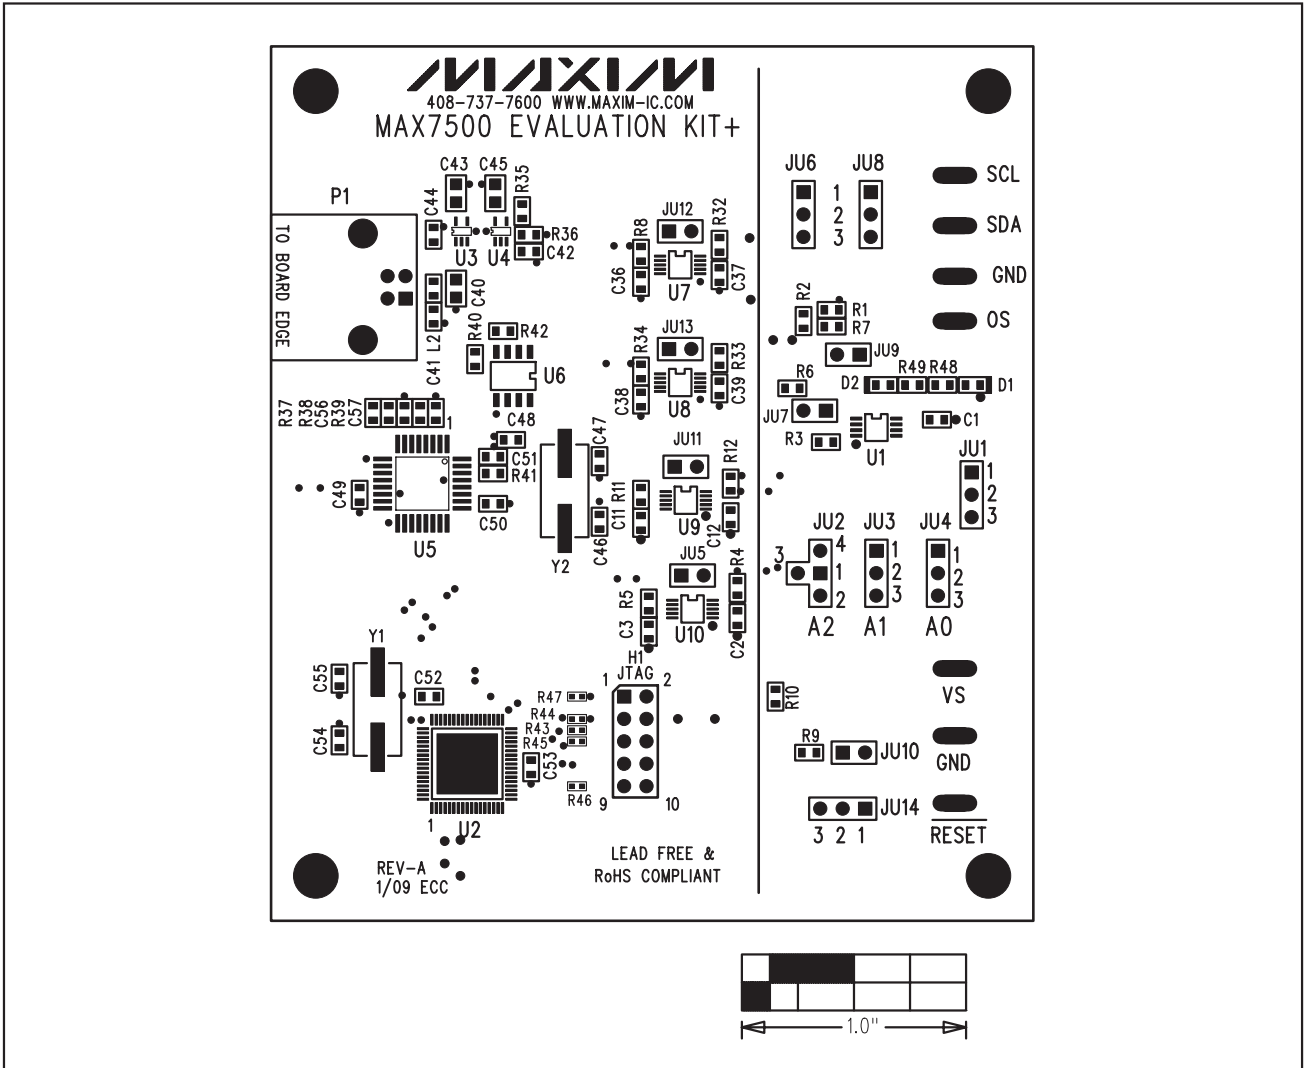 MAXIM
408-737-7600 WWW.MAXIM-IC.COM
MAX7500 EVALUATION KIT+
P1
TO BOARD EDGE
C43
C45
R35
C44
U3
U4
R36
C42
C40
L2
C41
R40
R42
U6
R37
R38
C56
R39
C57
1
C48
C51
R41
C50
C49
U5
C47
C46
Y2
JU12
R8
R32
C36
C37
U7
JU13
R34
R33
C38
C39
U8
JU11
R12
R11
C11
C12
U9
JU5
R4
R5
C3
C2
U10
JU6
JU8
1
2
3
SCL
SDA
GND
OS
R2
R1
R7
JU9
R6
D2
R49
R48
D1
JU7
R3
U1
C1
JU1
1
2
3
JU2
3
4
1
2
A2
JU3
1
2
3
A1
JU4
1
2
3
A0
Y1
C55
C54
C52
U2
1
R47
R44
R43
R45
R46
C53
H1
JTAG
1
2
9
10
R10
R9
JU10
JU14
3 2 1
VS
GND
RESET
LEAD FREE &
RoHS COMPLIANT
REV-A
1/09 ECC
1.0"